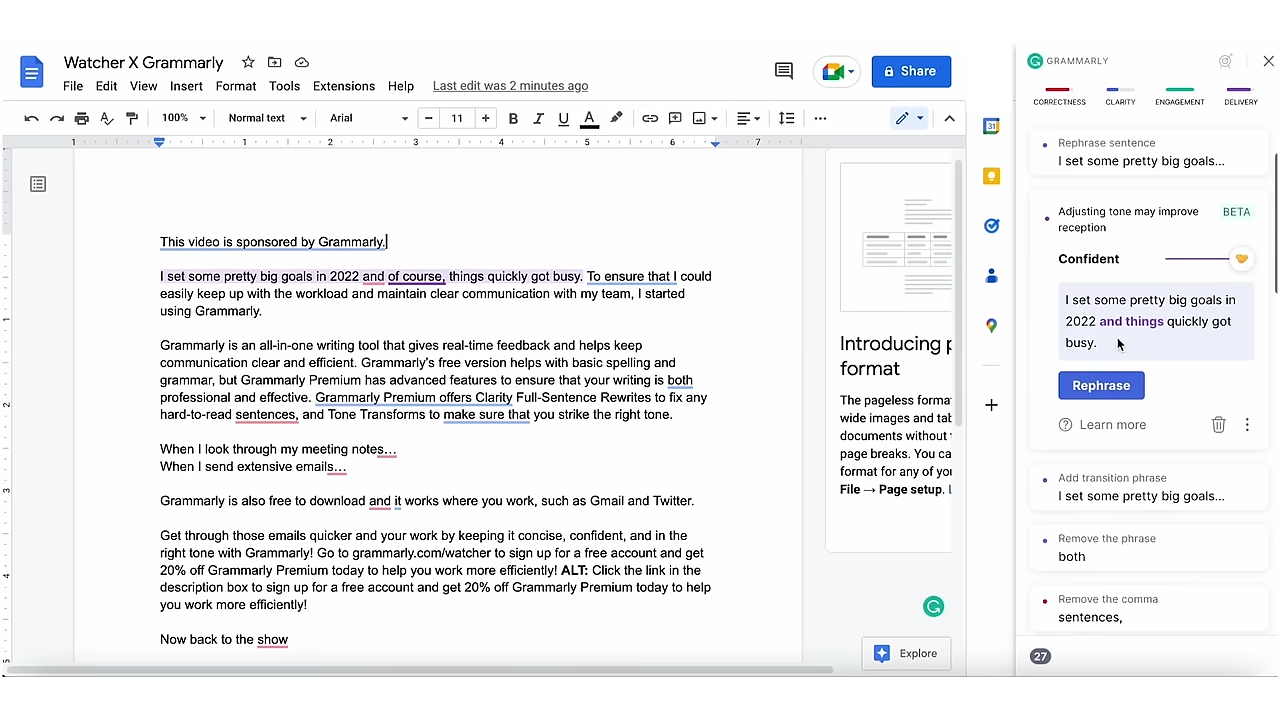 Watcher X Grammarly
File Edit View Insert Format Tools Extensions Help Last edit was 2 minutes ago
Share
100% Normal text Arial 11
B I U A
1 1 2 3 4 5 6 7
This video is sponsored by Grammarly.
I set some pretty big goals in 2022 and of course, things quickly got busy. To ensure that I could
easily keep up with the workload and maintain clear communication with my team, I started
using Grammarly.
Grammarly is an all-in-one writing tool that gives real-time feedback and helps keep
communication clear and efficient. Grammarly's free version helps with basic spelling and
grammar, but Grammarly Premium has advanced features to ensure that your writing is both
professional and effective. Grammarly Premium offers Clarity Full-Sentence Rewrites to fix any
hard-to-read sentences, and Tone Transforms to make sure that you strike the right tone.
When I look through my meeting notes…
When I send extensive emails…
Grammarly is also free to download and it works where you work, such as Gmail and Twitter.
Get through those emails quicker and your work by keeping it concise, confident, and in the
right tone with Grammarly! Go to grammarly.com/watcher to sign up for a free account and get
20% off Grammarly Premium today to help you work more efficiently! ALT: Click the link in the
description box to sign up for a free account and get 20% off Grammarly Premium today to help
you work more efficiently!
Now back to the show
1
2
3
4
5
Introducing p
format
The pageless format
wide images and tab
documents without
page breaks. You ca
format for any of you
File → Page setup.
Explore
31
GRAMMARLY
CORRECTNESS CLARITY ENGAGEMENT DELIVERY
Rephrase sentence
I set some pretty big goals...
Adjusting tone may improve
reception
BETA
Confident
I set some pretty big goals in
2022 and things quickly got
busy.
Rephrase
Learn more
Add transition phrase
I set some pretty big goals...
Remove the phrase
both
Remove the comma
sentences,
27